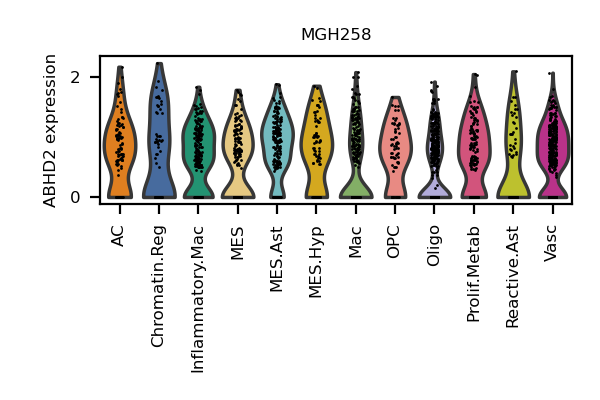 MGH258
ABHD2 expression
2
0
AC
Chromatin.Reg
Inflammatory.Mac
MES
MES.Ast
MES.Hyp
Mac
OPC
Oligo
Prolif.Metab
Reactive.Ast
Vasc